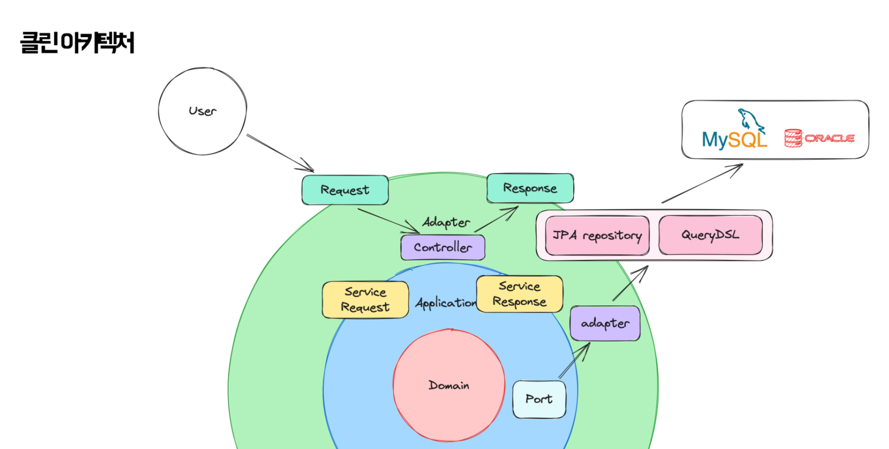 클린 아키텍처
User
MySQL
ORACLE
Request
Response
Adapter
Controller
JPA repository
QueryDSL
Service
Request
Application
Service
Response
adapter
Domain
Port